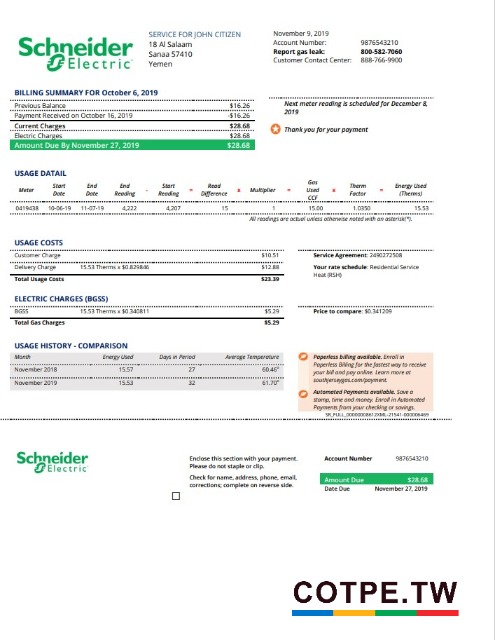 Schneider
Electric
SERVICE FOR JOHN CITIZEN
18 Al Salaam
Sanaa 57410
Yemen
November 9, 2019
Account Number: 9876543210
Report gas leak: 800-582-7060
Customer Contact Center: 888-766-9900
BILLING SUMMARY FOR October 6, 2019
Previous Balance $16.26
Payment Received on October 16, 2019 -$16.26
Current Charges $28.68
Electric Charges $28.68
Amount Due By November 27, 2019 $28.68
Next meter reading is scheduled for December 8,
2019
Thank you for your payment
USAGE DATAIL
Meter Start Date End Date End Reading - Start Reading = Read Difference x Multiplier = Gas Used CCF x Therm Factor = Energy Used (Therms)
0419438 10-06-19 11-07-19 4,222 4,207 15 1 15.00 1.0350 15.53
All readings are actual unless otherwise noted with an asterisk(*).
USAGE COSTS
Customer Charge $10.51
Delivery Charge 15.53 Therms x $0.829846 $12.88
Total Usage Costs $23.39
Service Agreement: 2490272508
Your rate schedule: Residential Service
Heat (RSH)
ELECTRIC CHARGES (BGSS)
BGSS 15.53 Therms x $0.340811 $5.29
Total Gas Charges $5.29
Price to compare: $0.341209
USAGE HISTORY - COMPARISON
Month Energy Used Days in Period Average Temperature
November 2018 15.57 27 60.46°
November 2019 15.53 32 61.70°
Paperless billing available. Enroll in
Paperless Billing for the fastest way to receive
your bill and pay online. Learn more at
southjerseygas.com/payment.
Automated Payments available. Save a
stamp, time and money. Enroll in Automated
Payments from your checking or savings.
Schneider
Electric
Enclose this section with your payment.
Please do not staple or clip.
Check for name, address, phone, email,
corrections; complete on reverse side.
Account Number 9876543210
Amount Due $28.68
Date Due November 27, 2019
COTPE.TW